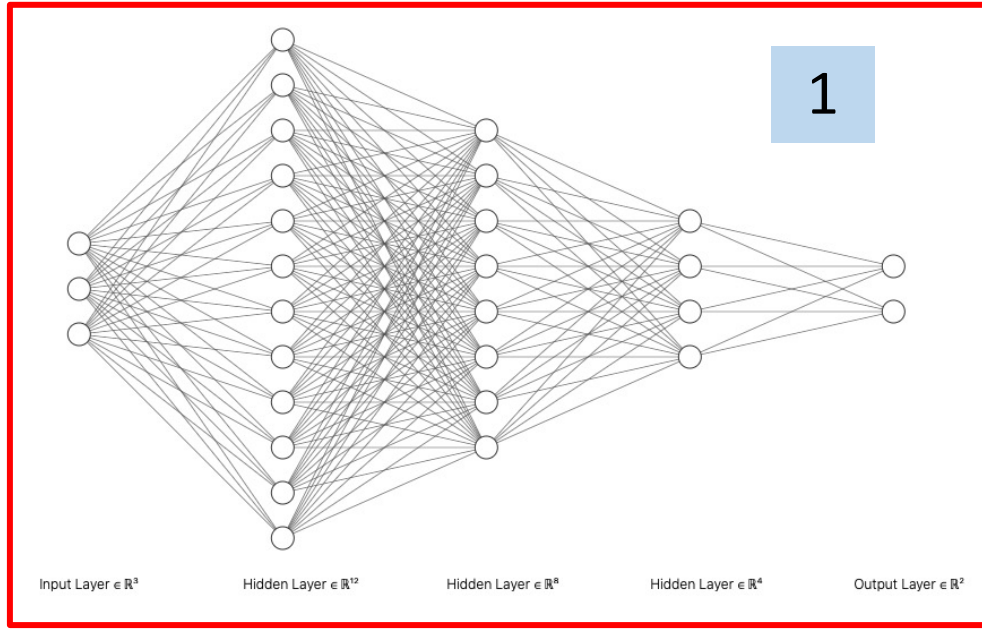 1
Input Layer ∈ ℝ³
Hidden Layer ∈ ℝ¹²
Hidden Layer ∈ ℝ⁸
Hidden Layer ∈ ℝ⁴
Output Layer ∈ ℝ²